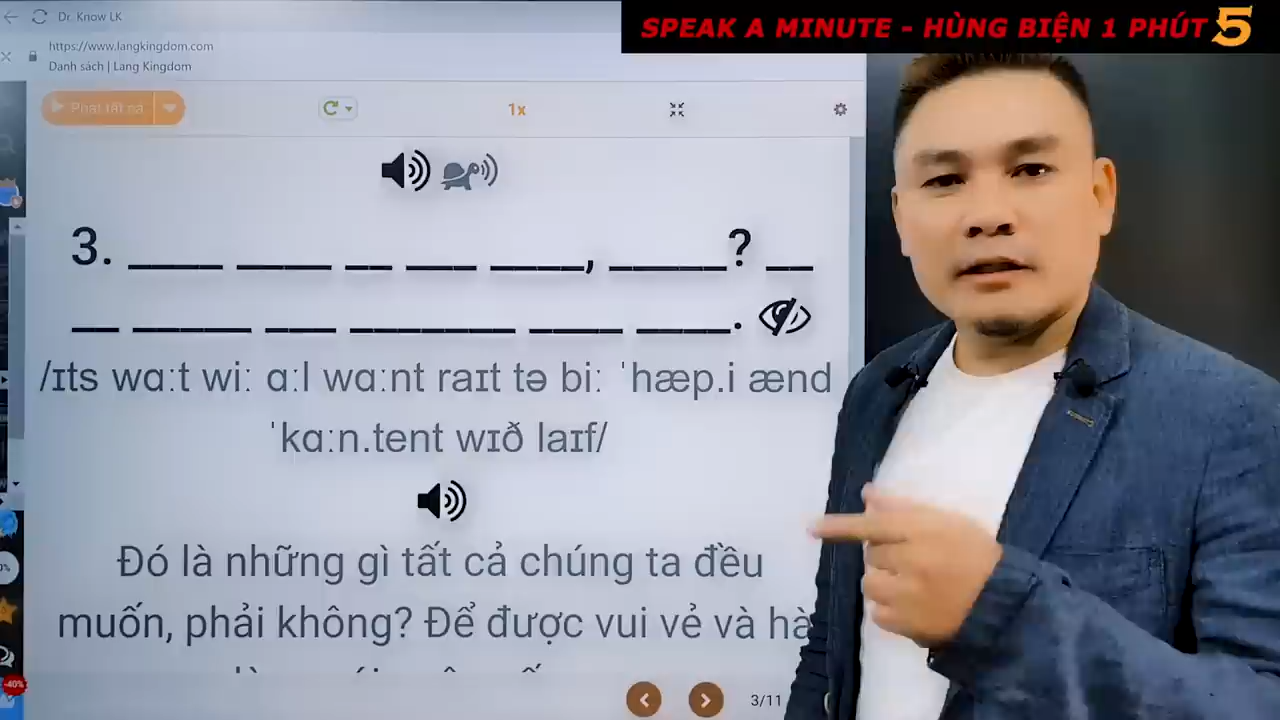 Dr. Know LK
SPEAK A MINUTE - HÙNG BIỆN 1 PHÚT 5
https://www.langkingdom.com
Danh sách | Lang Kingdom
Phát tất cả
1x
3. ____ ____ __ ___ ____, _____? __
__ _____ ___ _______ ____ ____.
/ɪts wɑːt wiː ɑːl wɑːnt raɪt tə biː ˈhæp.i ænd
ˈkɑːn.tent wɪð laɪf/
Đó là những gì tất cả chúng ta đều
muốn, phải không? Để được vui vẻ và hà
-40%
3/11